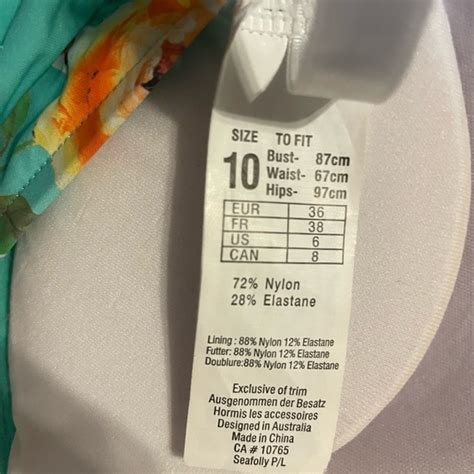 SIZE TO FIT
10 Bust- 87cm
Waist- 67cm
Hips- 97cm
EUR 36
FR 38
US 6
CAN 8
72% Nylon
28% Elastane
Lining : 88% Nylon 12% Elastane
Futter: 88% Nylon 12% Elastane
Doublure:88% Nylon 12% Elastane
Exclusive of trim
Ausgenommen der Besatz
Hormis les accessoires
Designed in Australia
Made in China
CA # 10765
Seafolly P/L